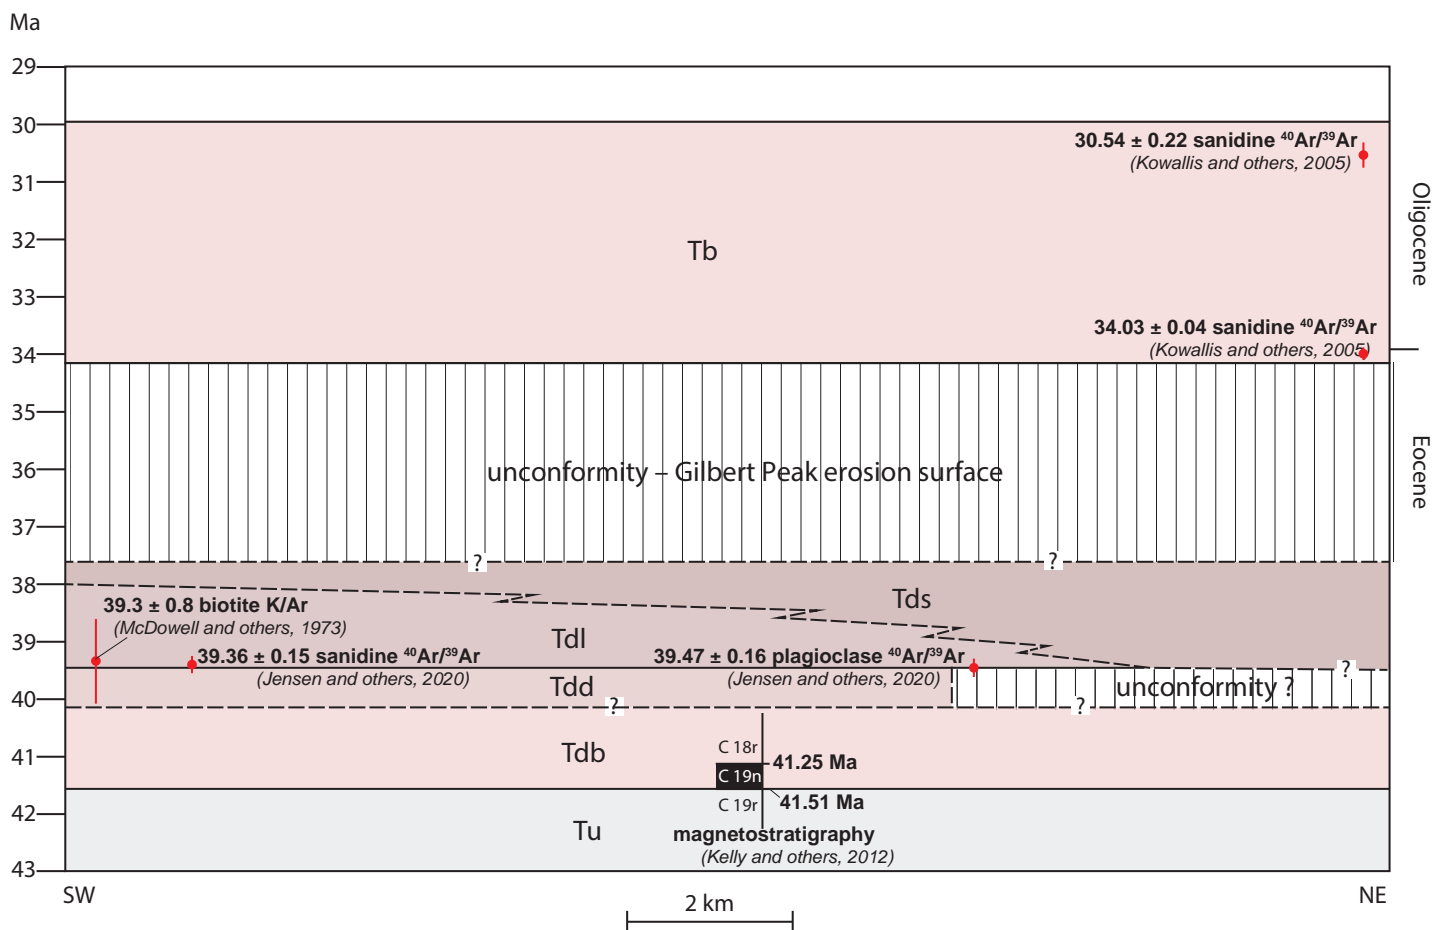 Ma
29
30
30.54 ± 0.22 sanidine ⁴⁰Ar/³⁹Ar
(Kowallis and others, 2005)
31
Oligocene
32
Tb
33
34.03 ± 0.04 sanidine ⁴⁰Ar/³⁹Ar
(Kowallis and others, 2005)
34
35
Eocene
36
unconformity – Gilbert Peak erosion surface
37
? ?
38
Tds
39.3 ± 0.8 biotite K/Ar
(McDowell and others, 1973)
39
Tdl
39.36 ± 0.15 sanidine ⁴⁰Ar/³⁹Ar
(Jensen and others, 2020)
39.47 ± 0.16 plagioclase ⁴⁰Ar/³⁹Ar
(Jensen and others, 2020)
?
Tdd
unconformity ?
40
? ?
Tdb
C 18r
41
41.25 Ma
C 19n
C 19r
41.51 Ma
42
Tu
magnetostratigraphy
(Kelly and others, 2012)
43
SW
NE
2 km